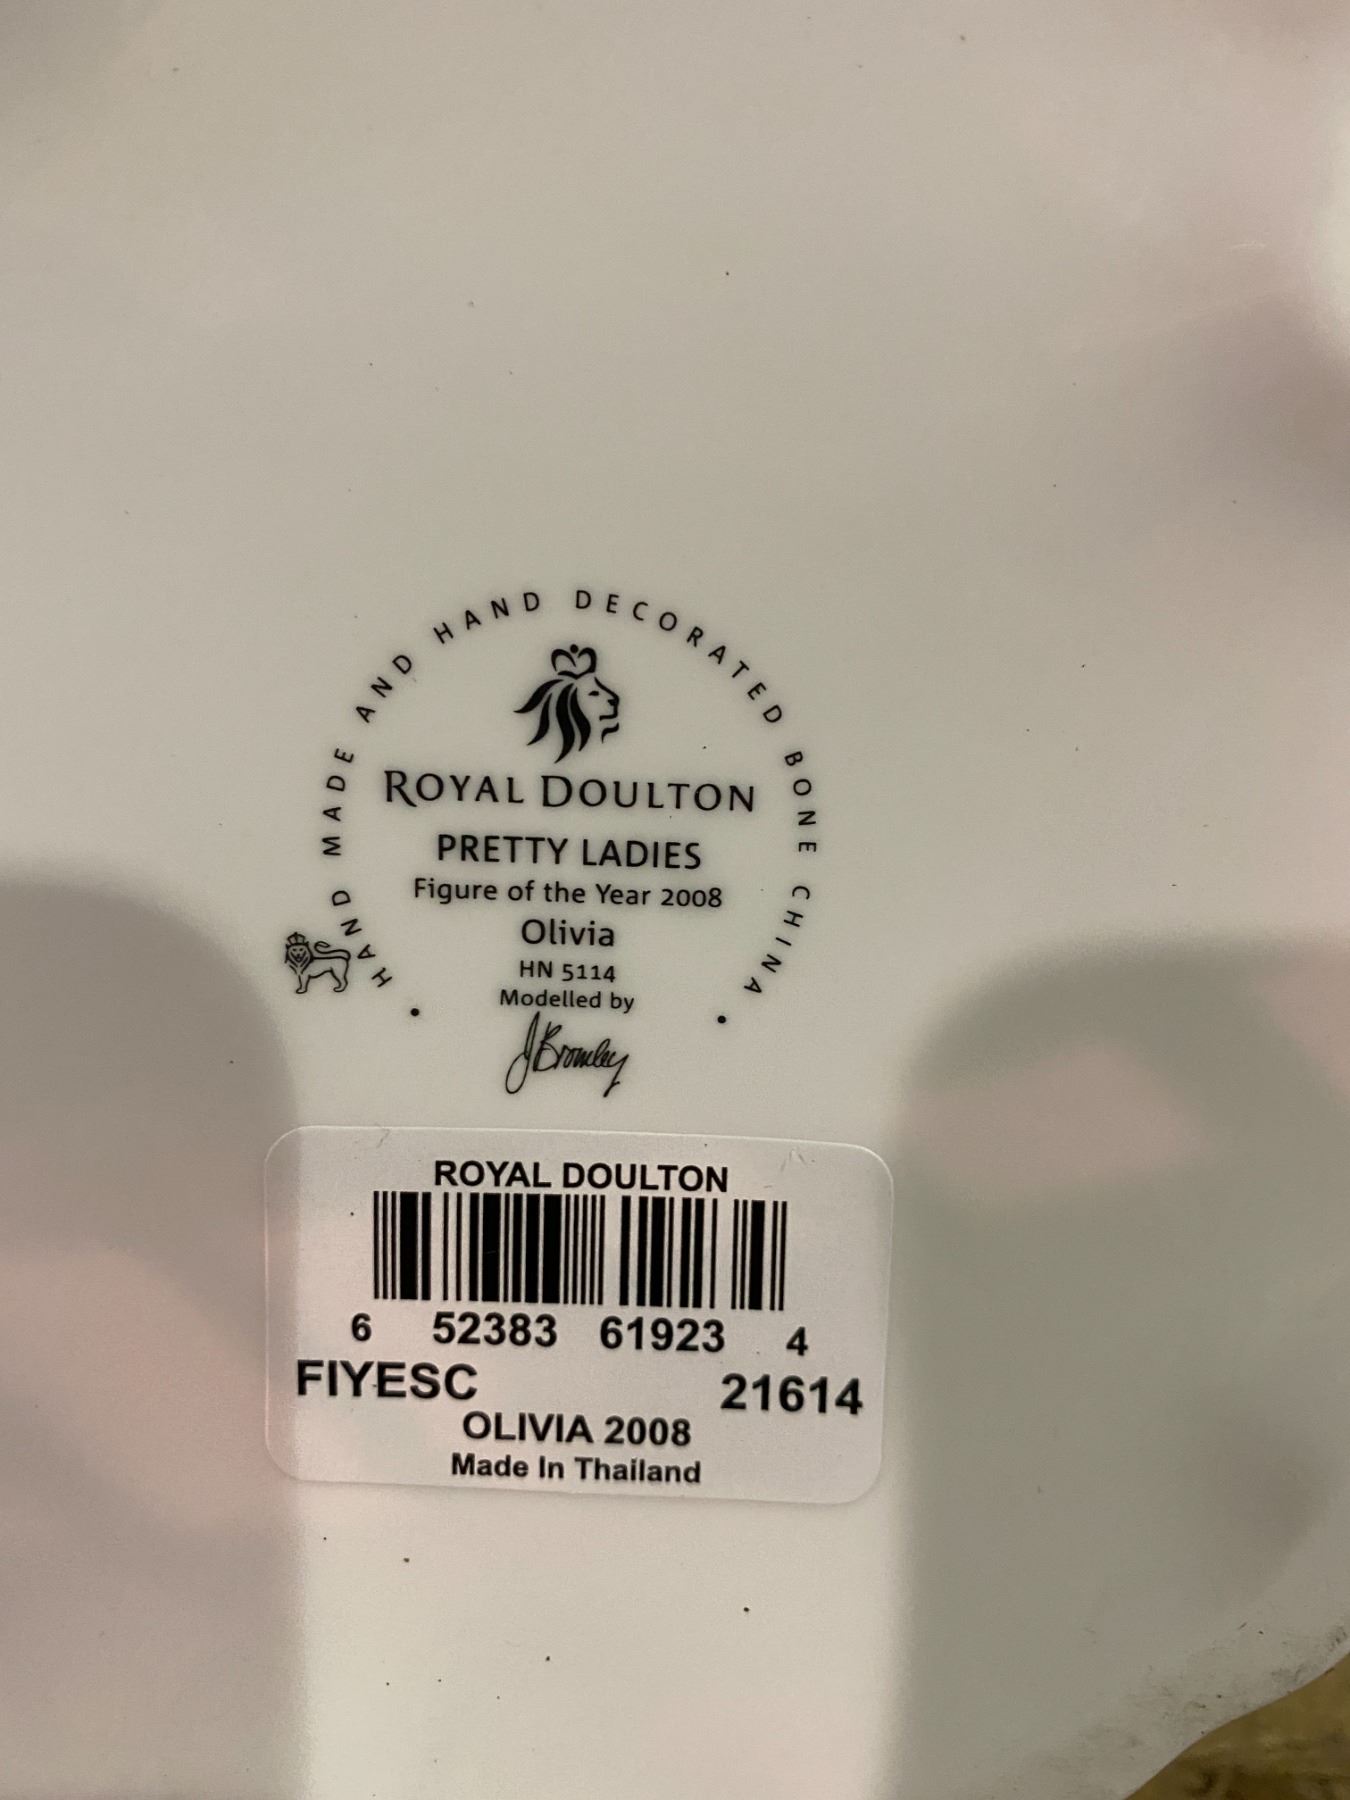 HAND MADE AND HAND DECORATED BONE CHINA
ROYAL DOULTON
PRETTY LADIES
Figure of the Year 2008
Olivia
HN 5114
Modelled by
JBromley
ROYAL DOULTON
6 52383 61923 4
FIYESC 21614
OLIVIA 2008
Made In Thailand